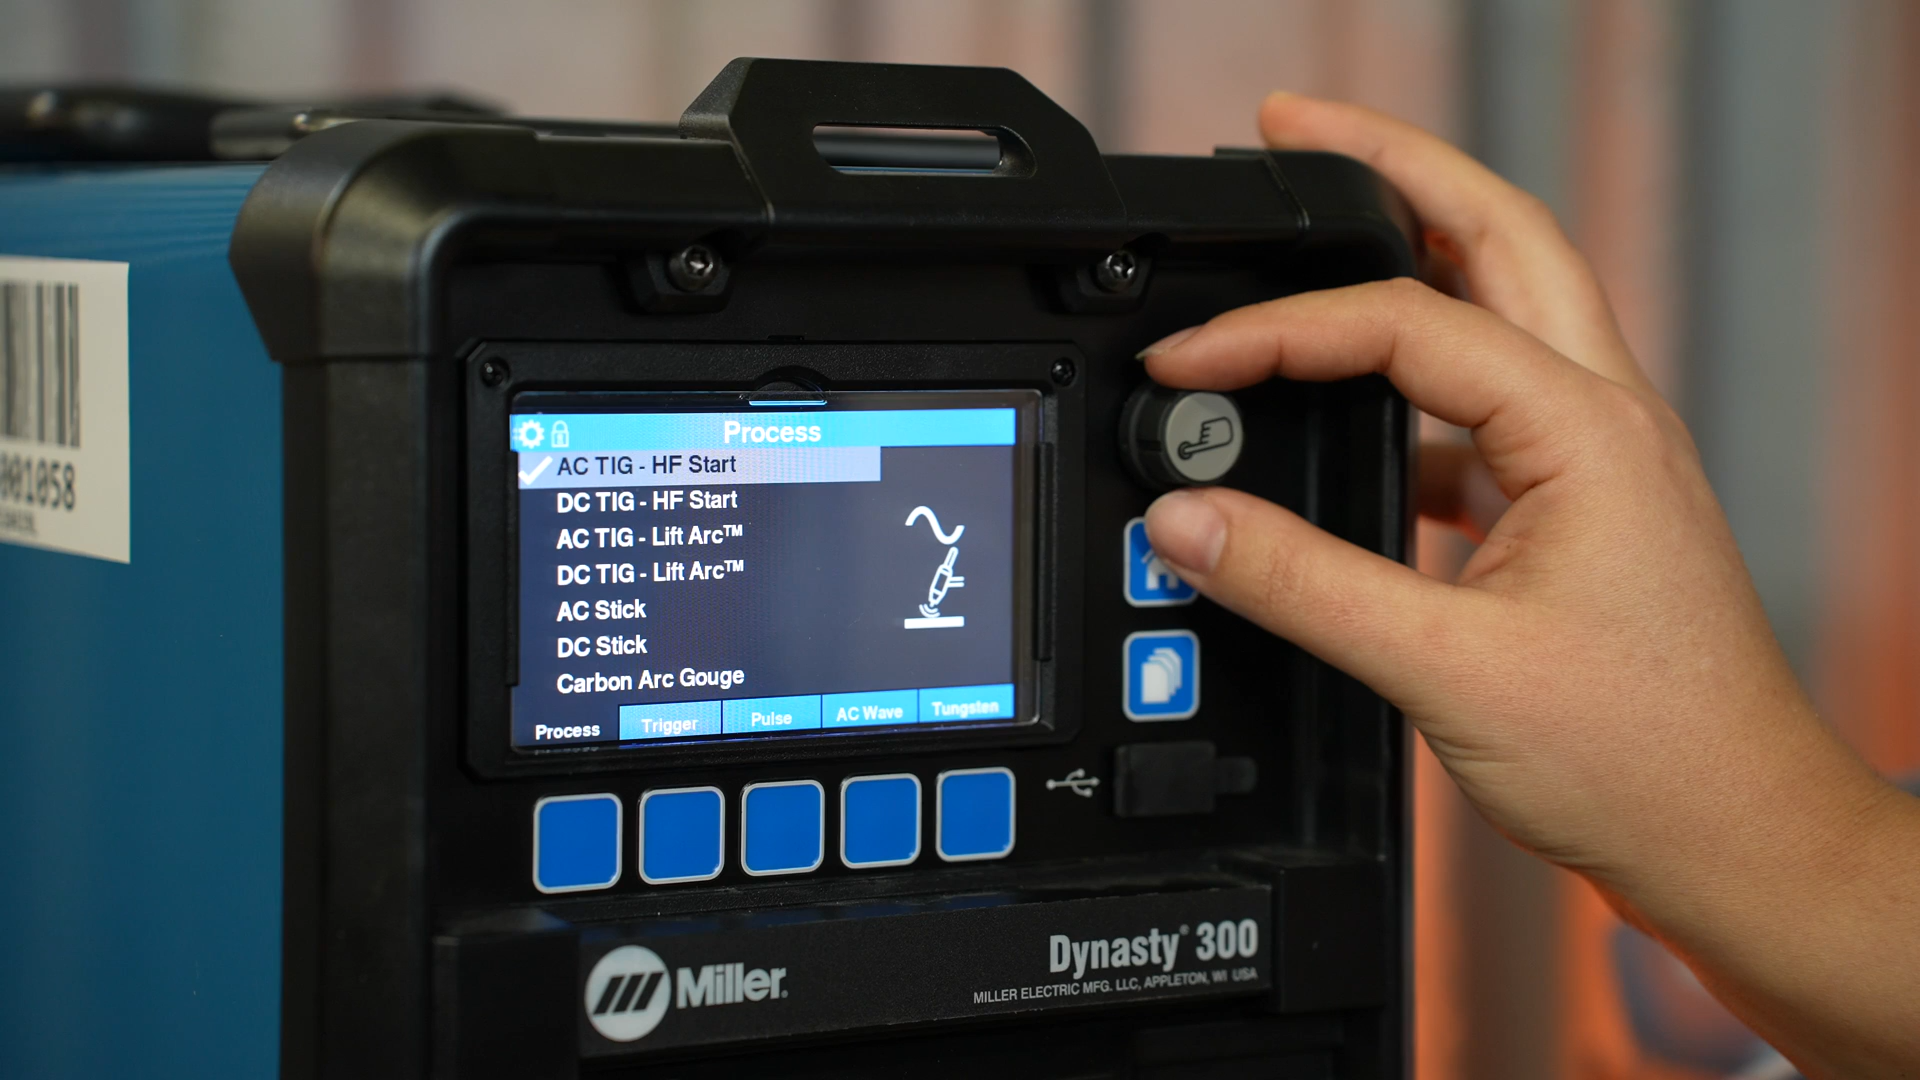 Process
AC TIG - HF Start
DC TIG - HF Start
AC TIG - Lift Arc™
DC TIG - Lift Arc™
AC Stick
DC Stick
Carbon Arc Gouge
Process Trigger Pulse AC Wave Tungsten
001058
Miller®
Dynasty® 300
MILLER ELECTRIC MFG. LLC, APPLETON, WI USA